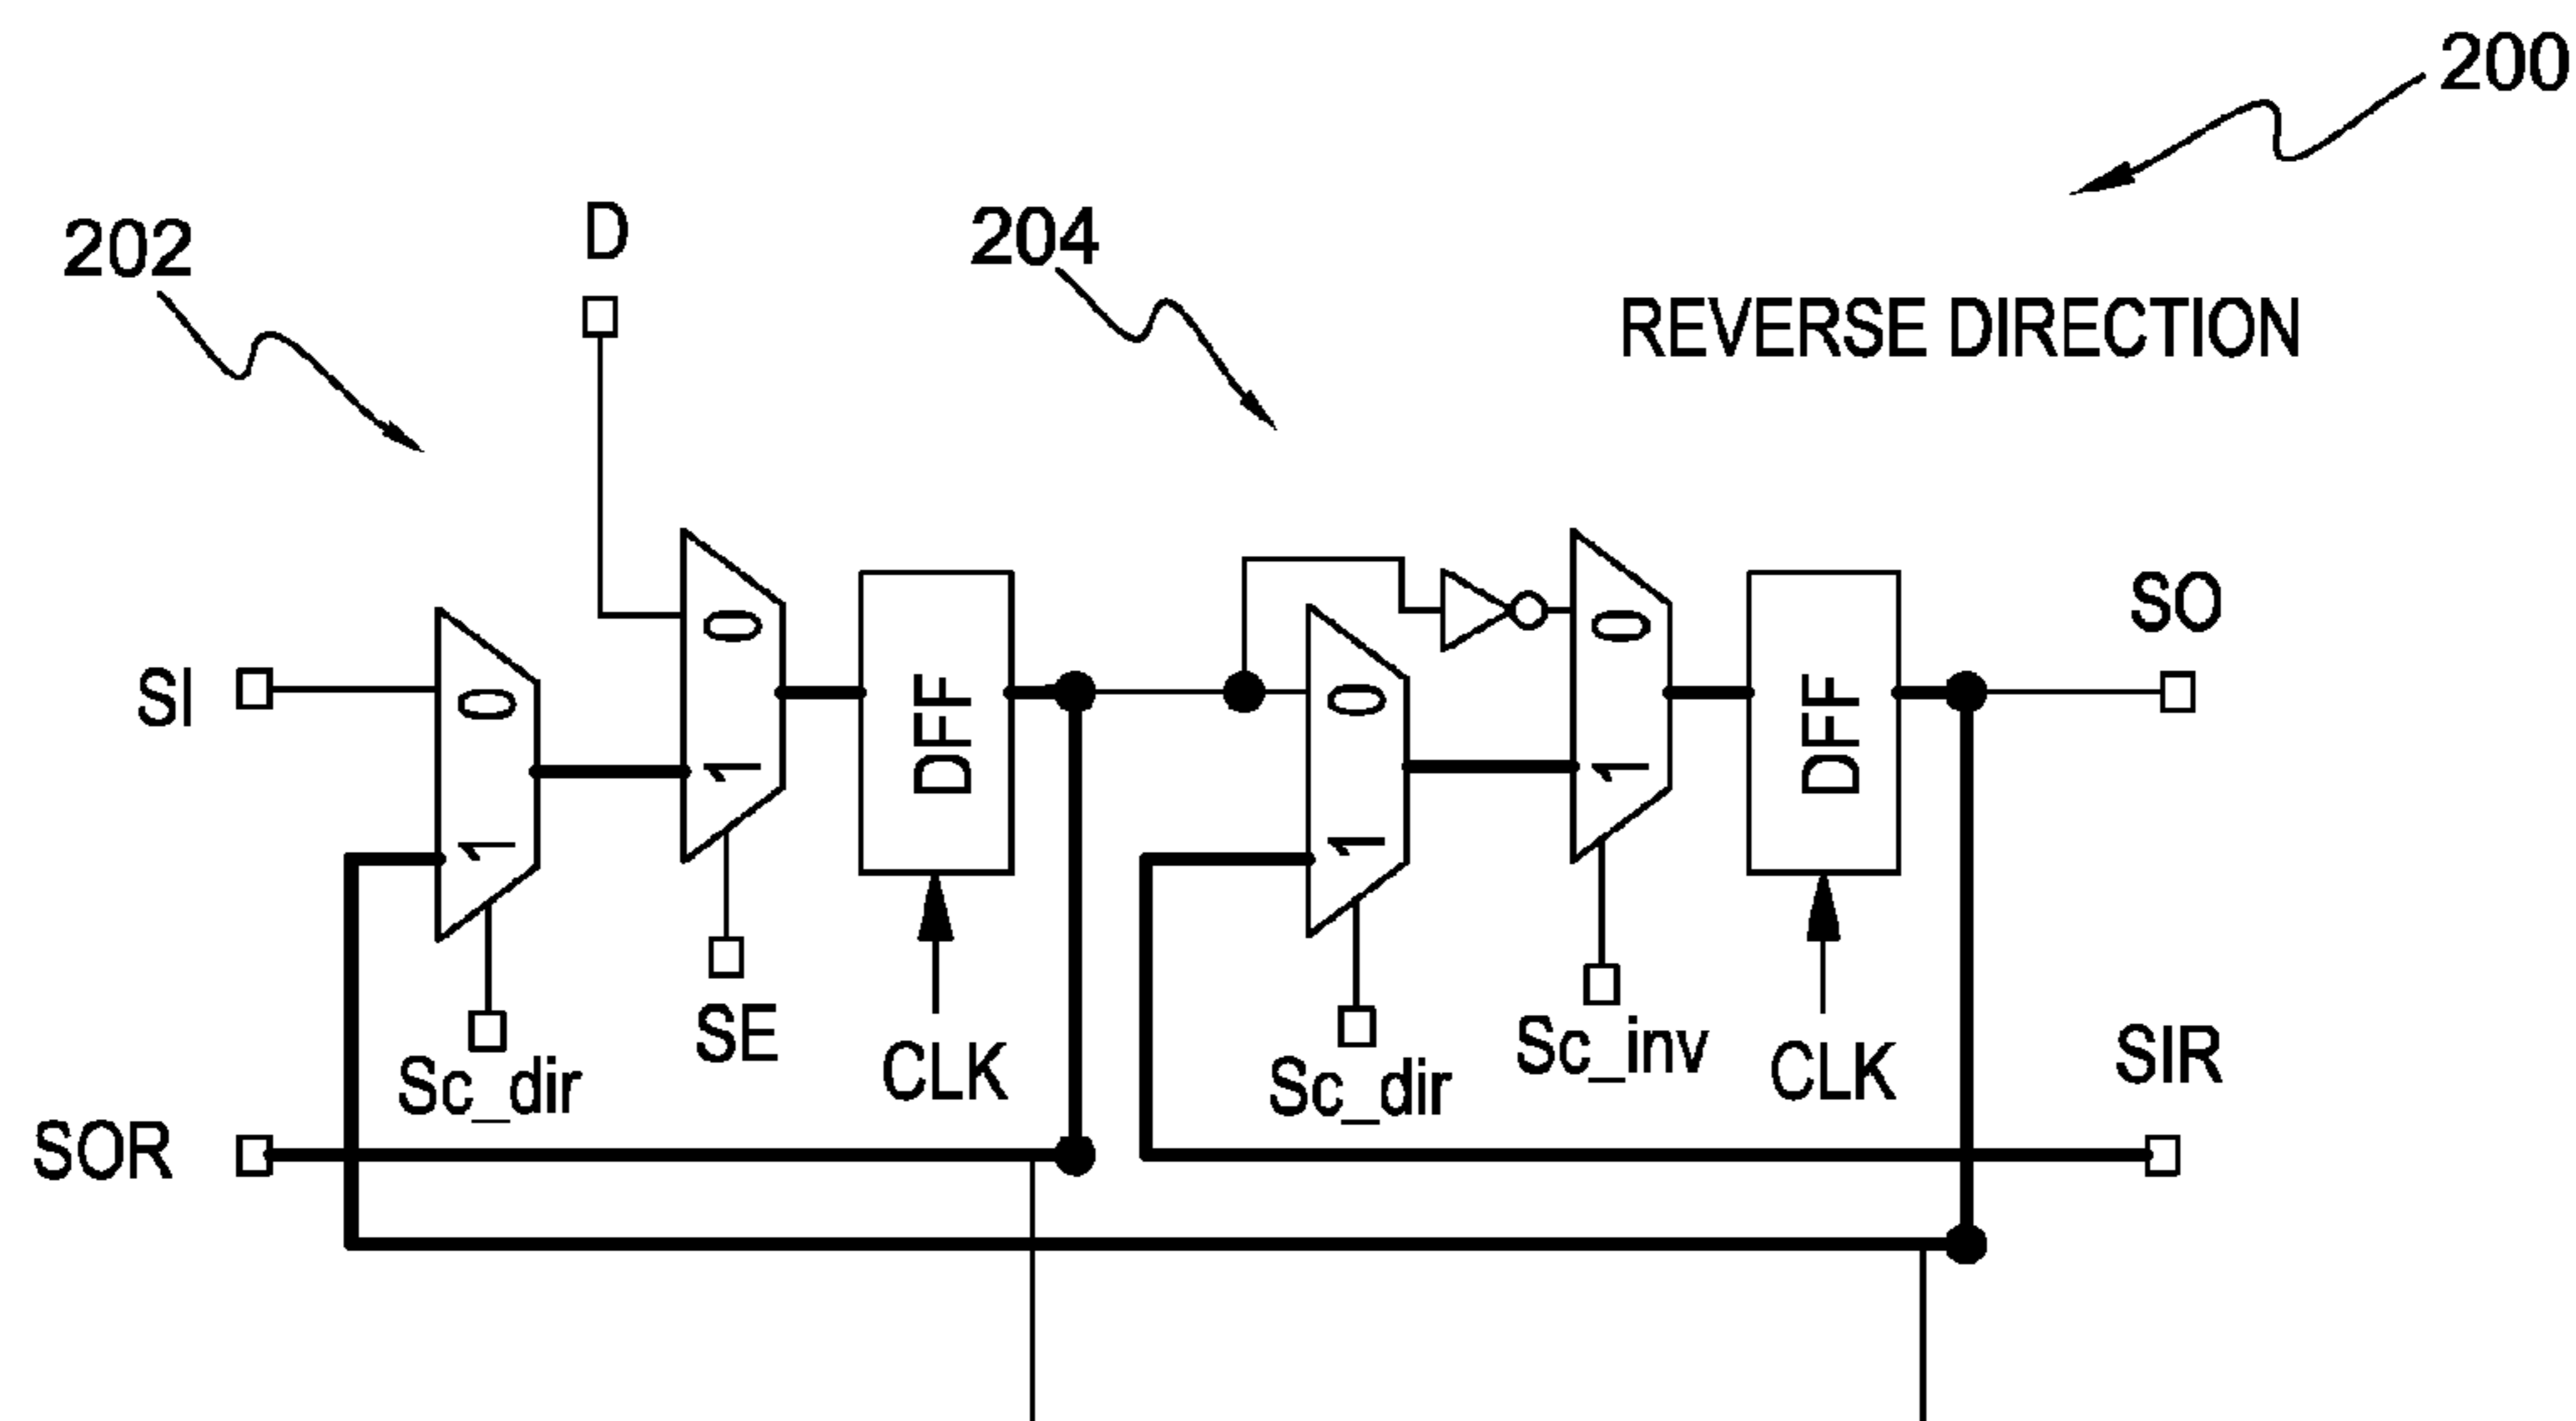 200
202
D
204
REVERSE DIRECTION
SI
0
1
0
1
DFF
0
1
0
1
DFF
SO
Sc_dir
SE
CLK
Sc_dir
Sc_inv
CLK
SIR
SOR